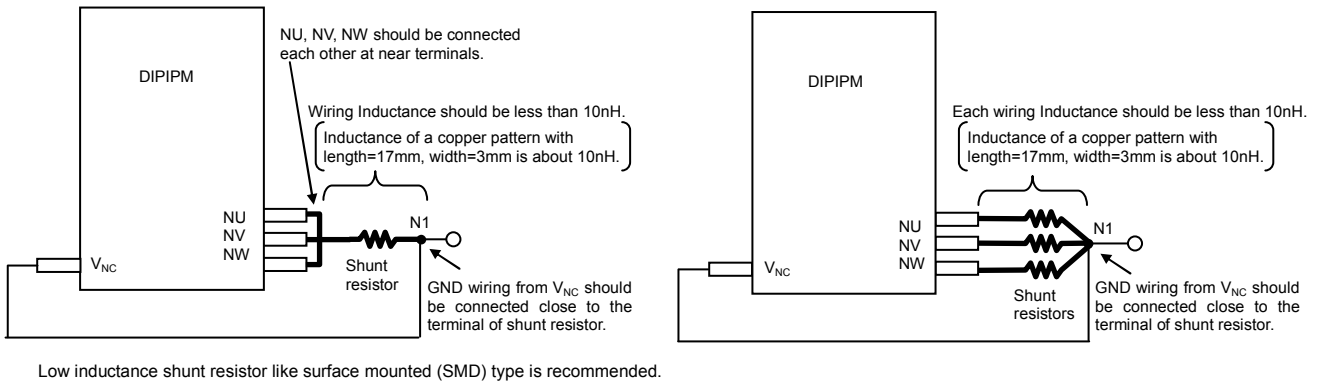 NU, NV, NW should be connected
each other at near terminals.
DIPIPM
Wiring Inductance should be less than 10nH.
Inductance of a copper pattern with
length=17mm, width=3mm is about 10nH.
NU
NV
NW
N1
VNC
Shunt
resistor
GND wiring from VNC should
be connected close to the
terminal of shunt resistor.
DIPIPM
Each wiring Inductance should be less than 10nH.
Inductance of a copper pattern with
length=17mm, width=3mm is about 10nH.
NU
NV
NW
N1
VNC
Shunt
resistors
GND wiring from VNC should
be connected close to the
terminal of shunt resistor.
Low inductance shunt resistor like surface mounted (SMD) type is recommended.